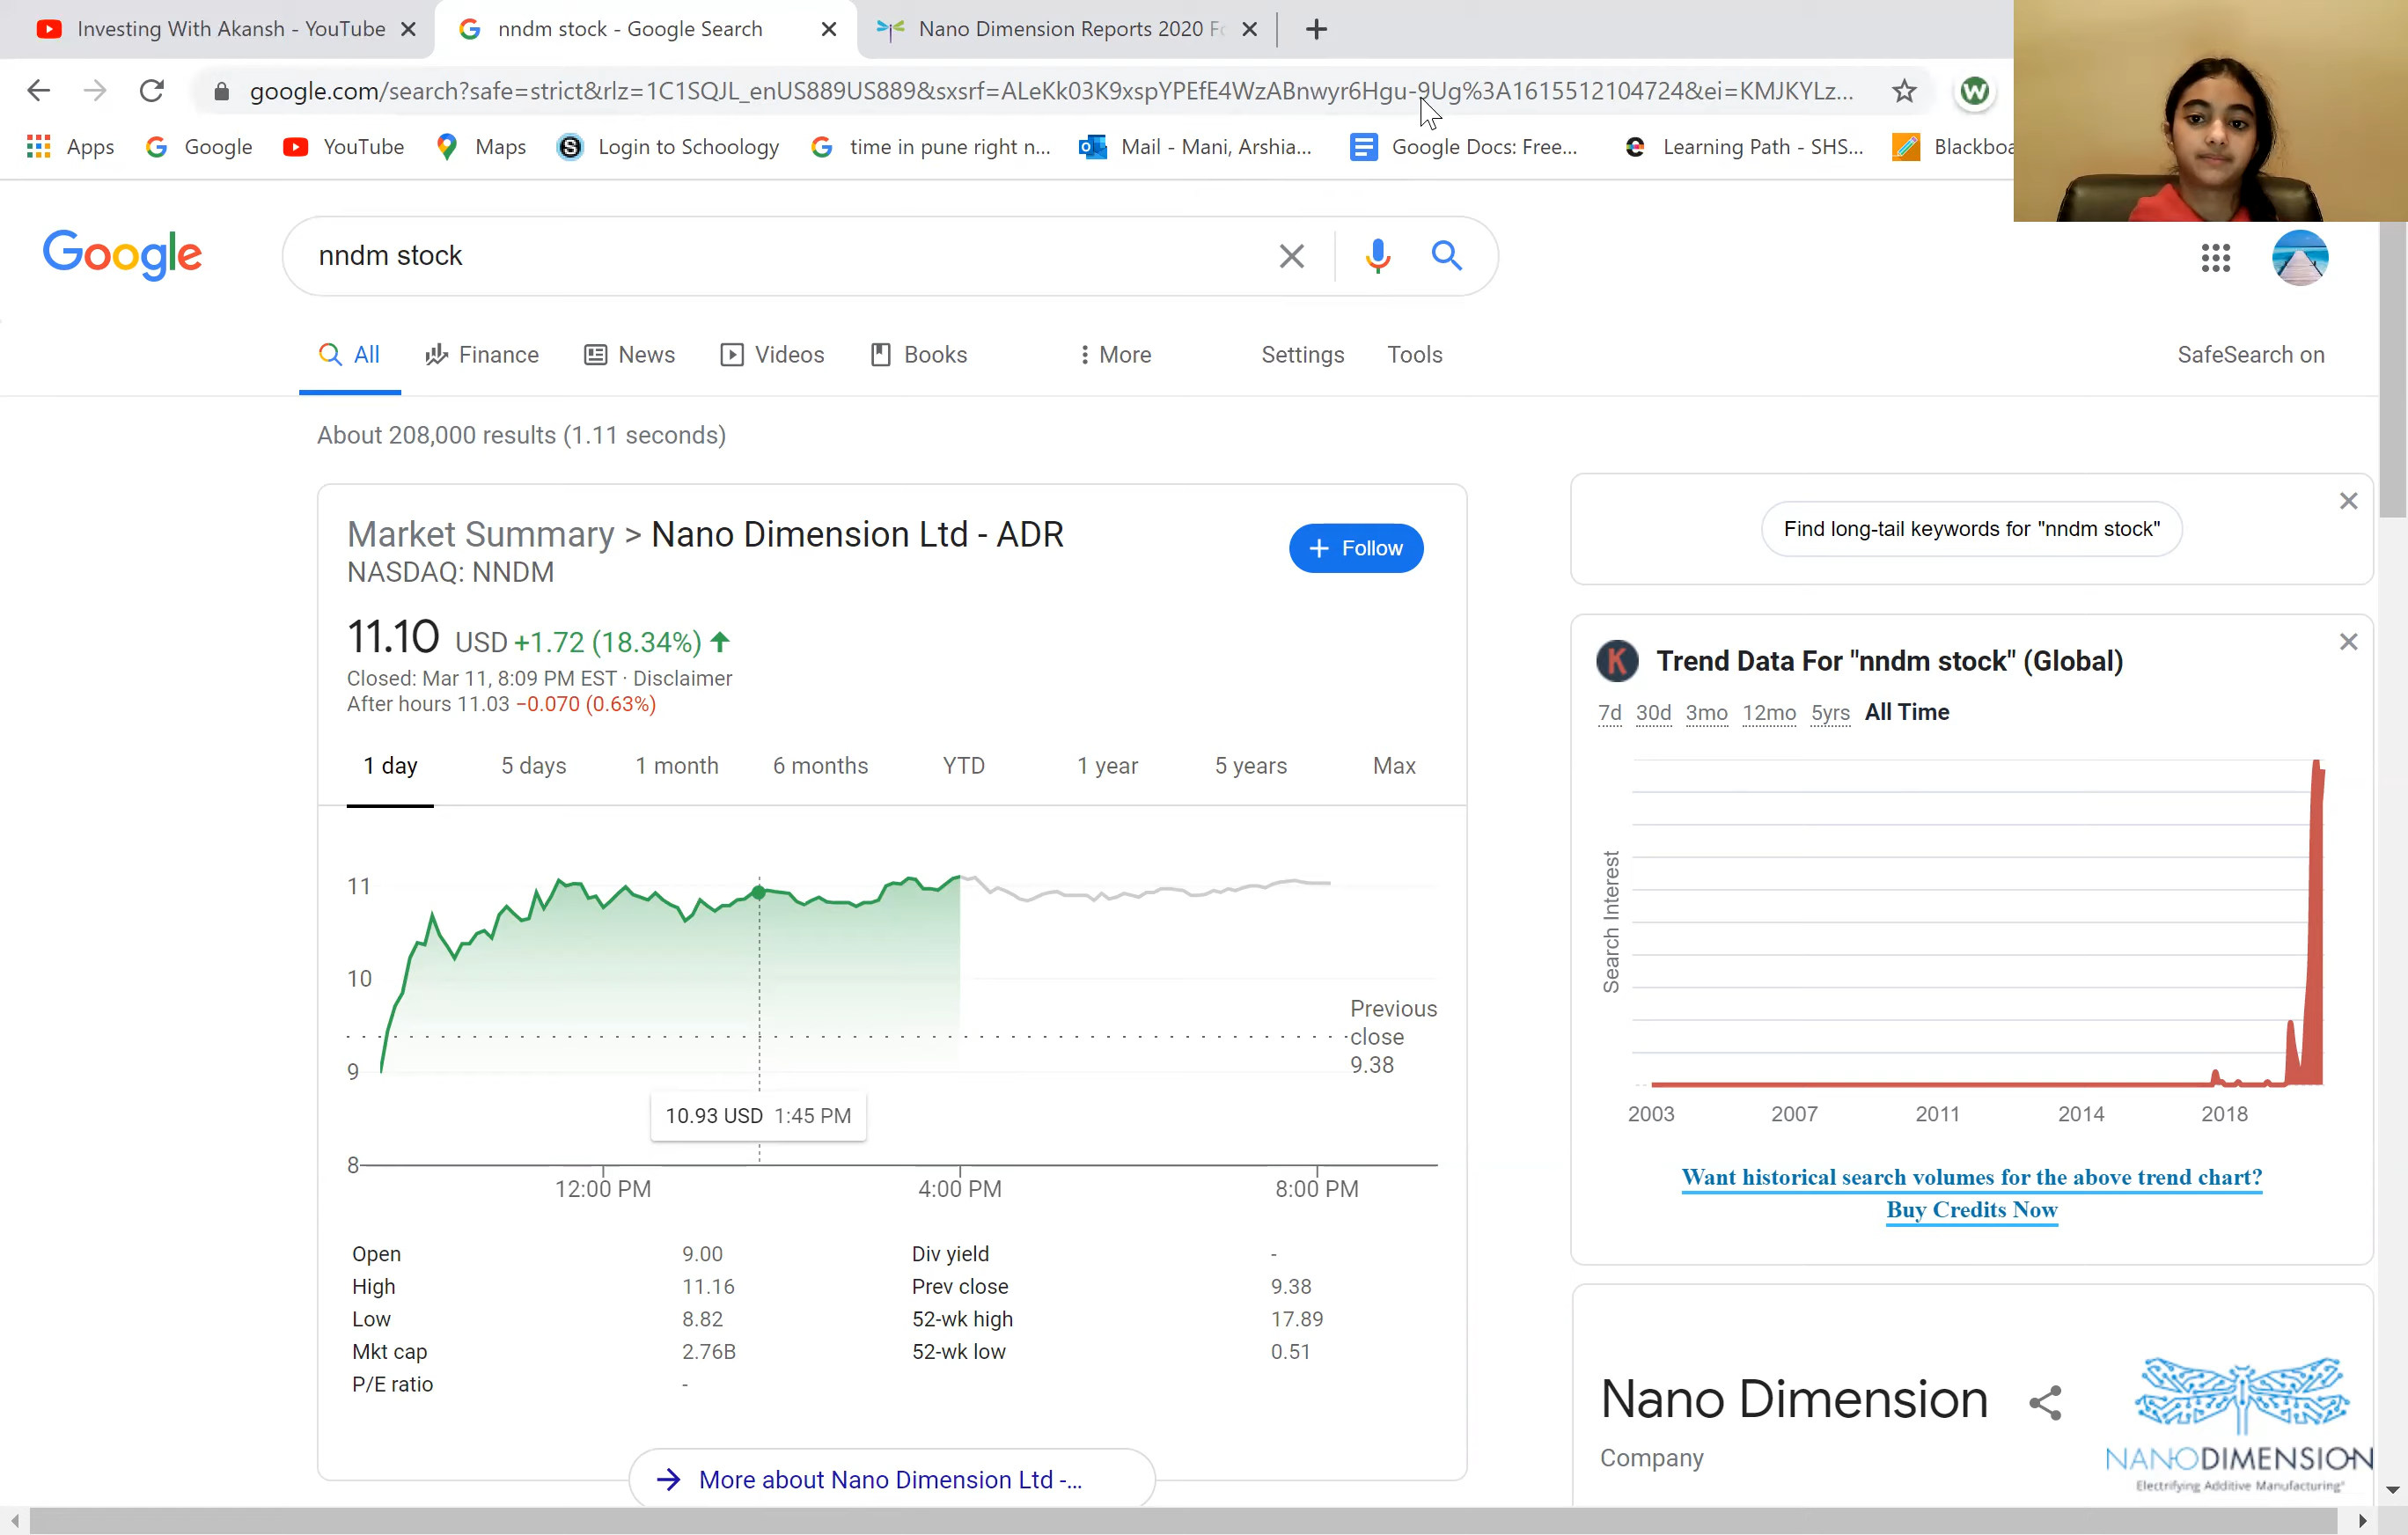 Investing With Akansh - YouTube
nndm stock - Google Search
Nano Dimension Reports 2020 Fo
google.com/search?safe=strict&rlz=1C1SQJL_enUS889US889&sxsrf=ALeKk03K9xspYPEfE4WzABnwyr6Hgu-9Ug%3A1615512104724&ei=KMJKYLz...
W
Apps
Google
YouTube
Maps
Login to Schoology
time in pune right n...
Mail - Mani, Arshia...
Google Docs: Free...
Learning Path - SHS...
Blackboa
Google
nndm stock
All
Finance
News
Videos
Books
More
Settings
Tools
SafeSearch on
About 208,000 results (1.11 seconds)
Market Summary > Nano Dimension Ltd - ADR
NASDAQ: NNDM
+ Follow
11.10 USD +1.72 (18.34%)
Closed: Mar 11, 8:09 PM EST · Disclaimer
After hours 11.03 −0.070 (0.63%)
1 day 5 days 1 month 6 months YTD 1 year 5 years Max
11
10
9
8
Previous
close
9.38
10.93 USD 1:45 PM
12:00 PM 4:00 PM 8:00 PM
Open 9.00 Div yield -
High 11.16 Prev close 9.38
Low 8.82 52-wk high 17.89
Mkt cap 2.76B 52-wk low 0.51
P/E ratio -
More about Nano Dimension Ltd -...
Find long-tail keywords for "nndm stock"
K
Trend Data For "nndm stock" (Global)
7d 30d 3mo 12mo 5yrs All Time
Search Interest
2003 2007 2011 2014 2018
Want historical search volumes for the above trend chart?
Buy Credits Now
Nano Dimension
Company
NANODIMENSION
Electrifying Additive Manufacturing®